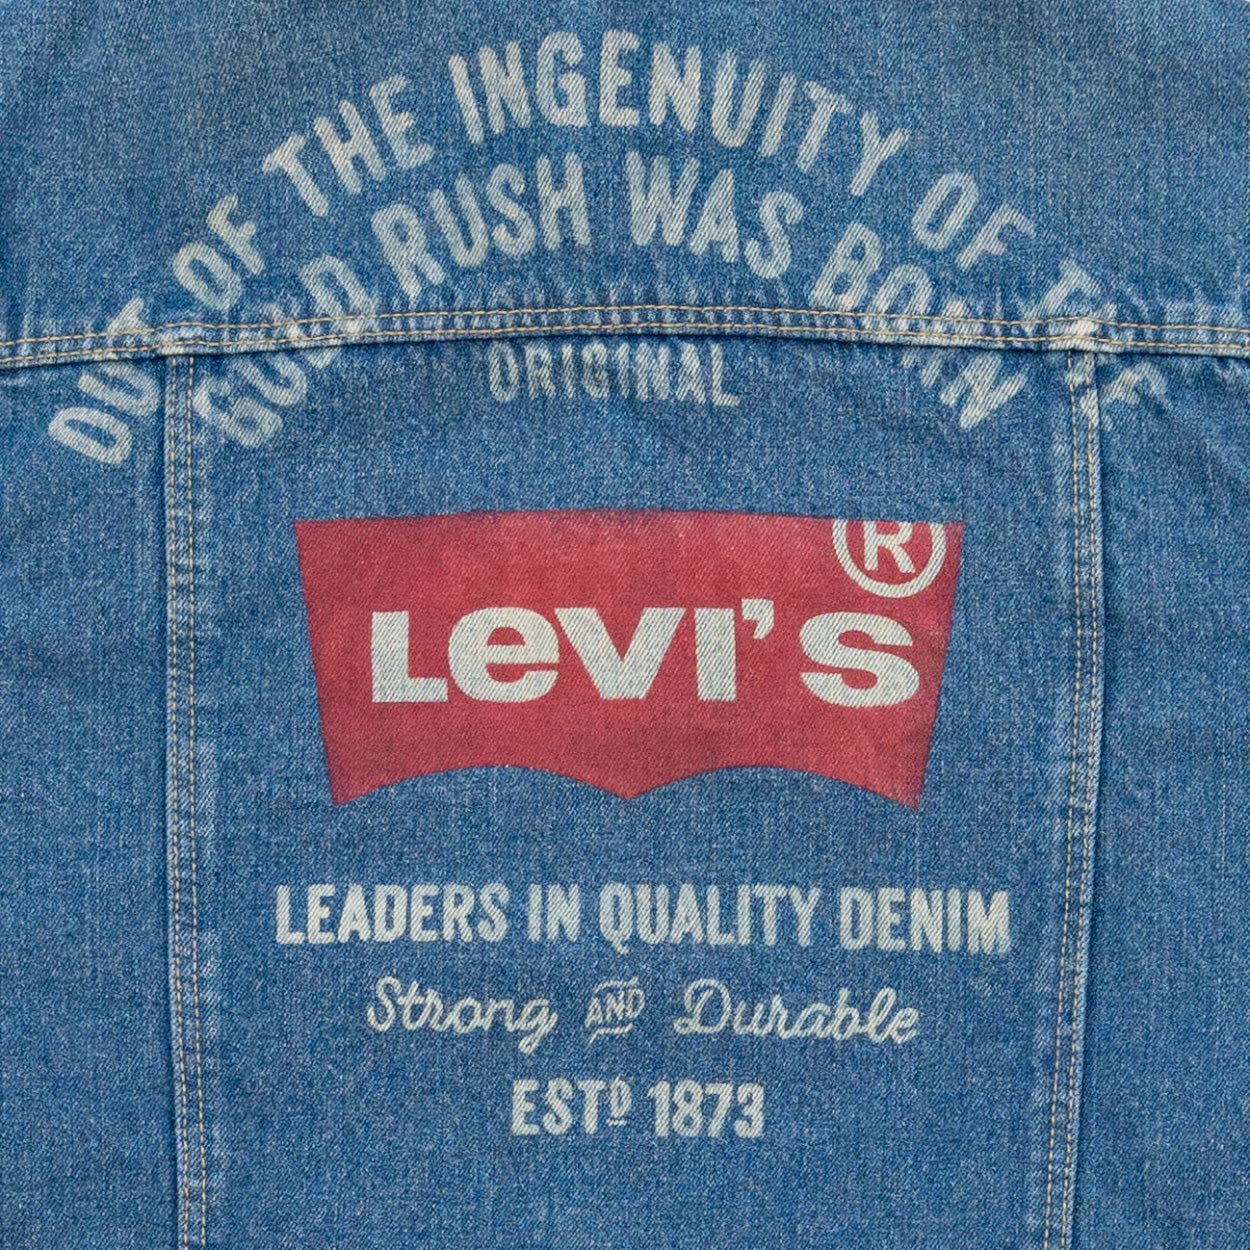 OUT OF THE INGENUITY OF THE
GOLD RUSH WAS BORN
ORIGINAL
LEVI'S®
LEADERS IN QUALITY DENIM
Strong AND Durable
ESTD 1873